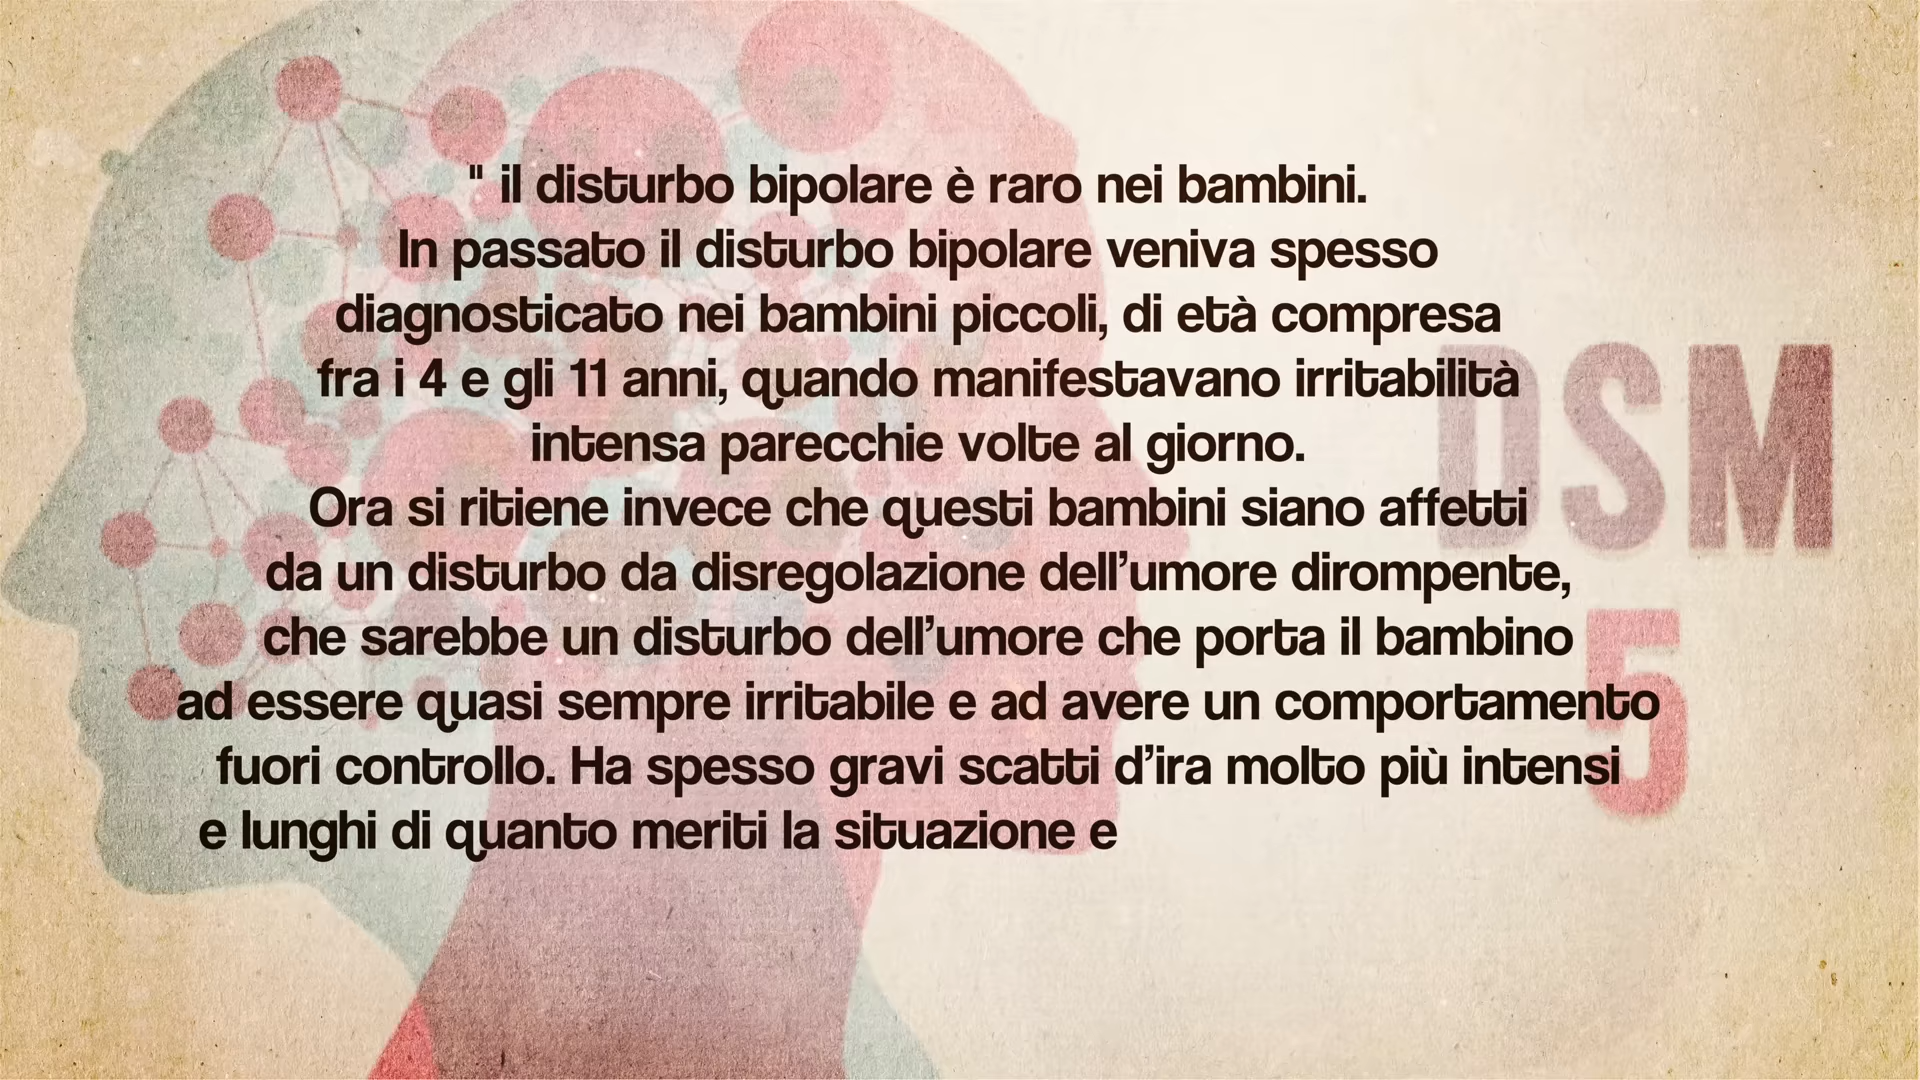 " il disturbo bipolare è raro nei bambini.
In passato il disturbo bipolare veniva spesso
diagnosticato nei bambini piccoli, di età compresa
fra i 4 e gli 11 anni, quando manifestavano irritabilità
intensa parecchie volte al giorno.
Ora si ritiene invece che questi bambini siano affetti
da un disturbo da disregolazione dell’umore dirompente,
che sarebbe un disturbo dell’umore che porta il bambino
ad essere quasi sempre irritabile e ad avere un comportamento
fuori controllo. Ha spesso gravi scatti d’ira molto più intensi
e lunghi di quanto meriti la situazione e
DSM
5